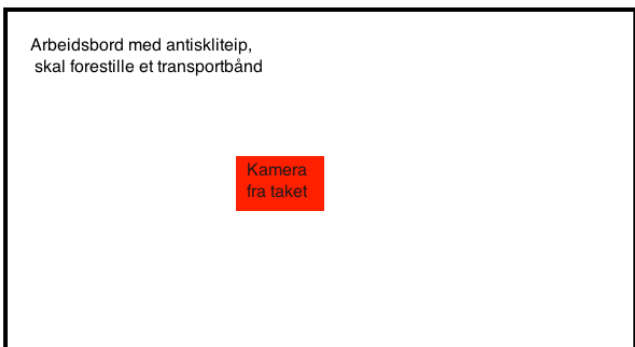 Arbeidsbord med antiskliteip,
skal forestille et transportbånd
Kamera
fra taket